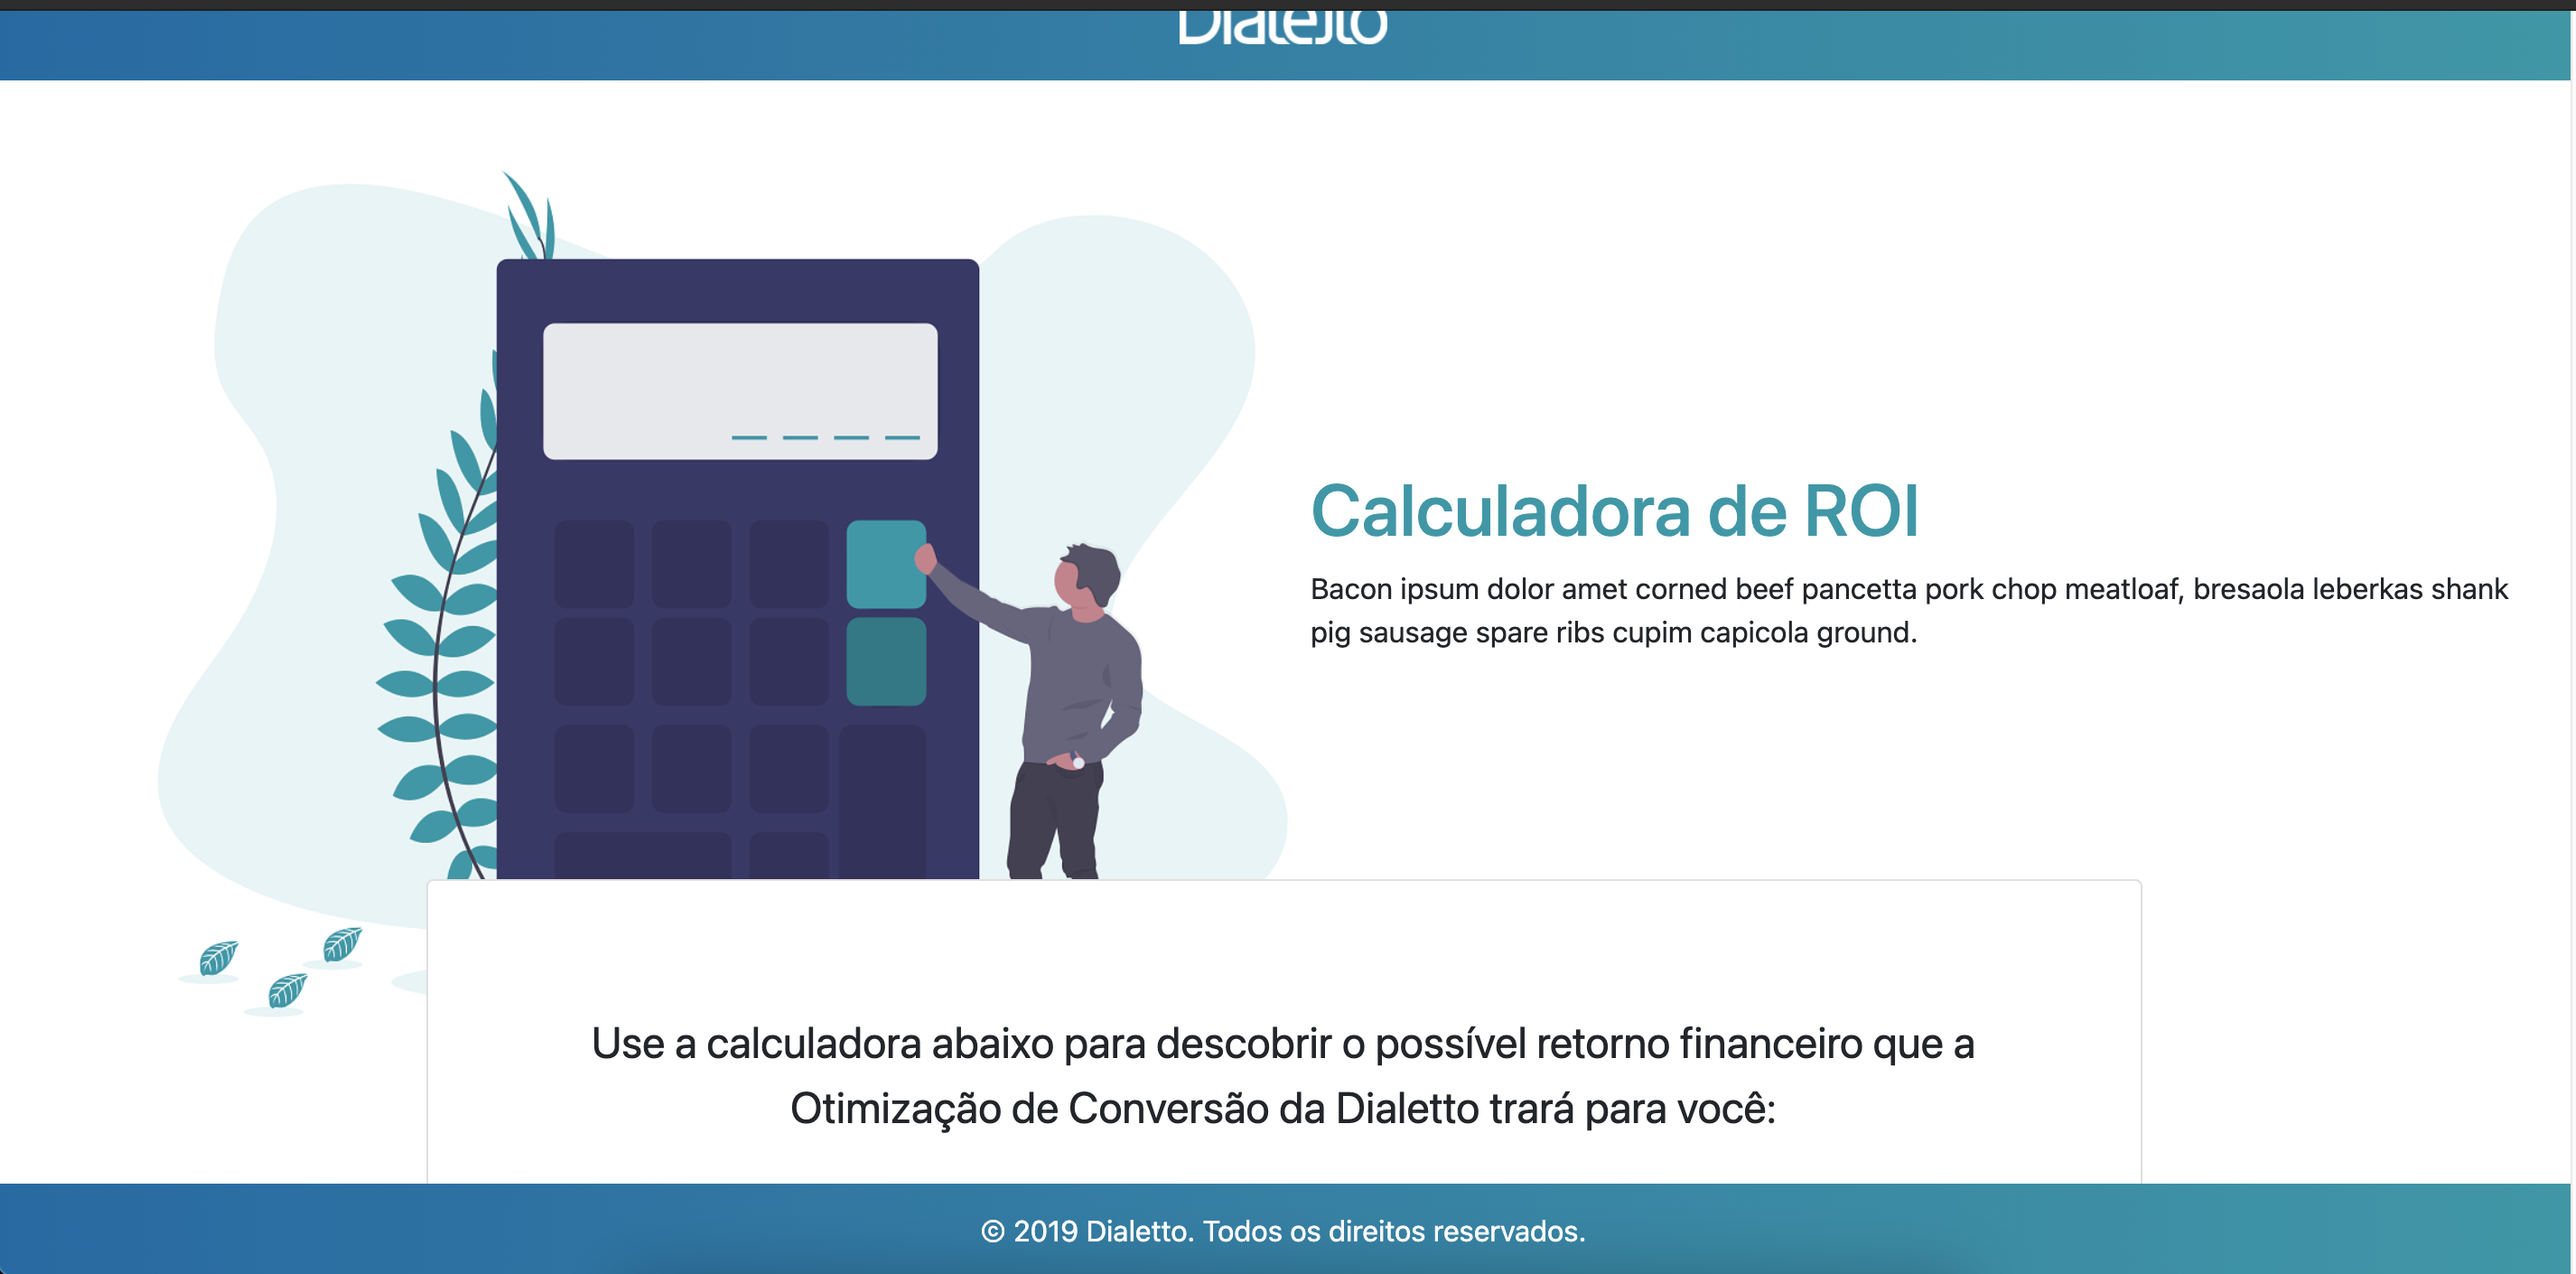 Dialetto
Calculadora de ROI
Bacon ipsum dolor amet corned beef pancetta pork chop meatloaf, bresaola leberkas shank
pig sausage spare ribs cupim capicola ground.
Use a calculadora abaixo para descobrir o possível retorno financeiro que a
Otimização de Conversão da Dialetto trará para você:
© 2019 Dialetto. Todos os direitos reservados.